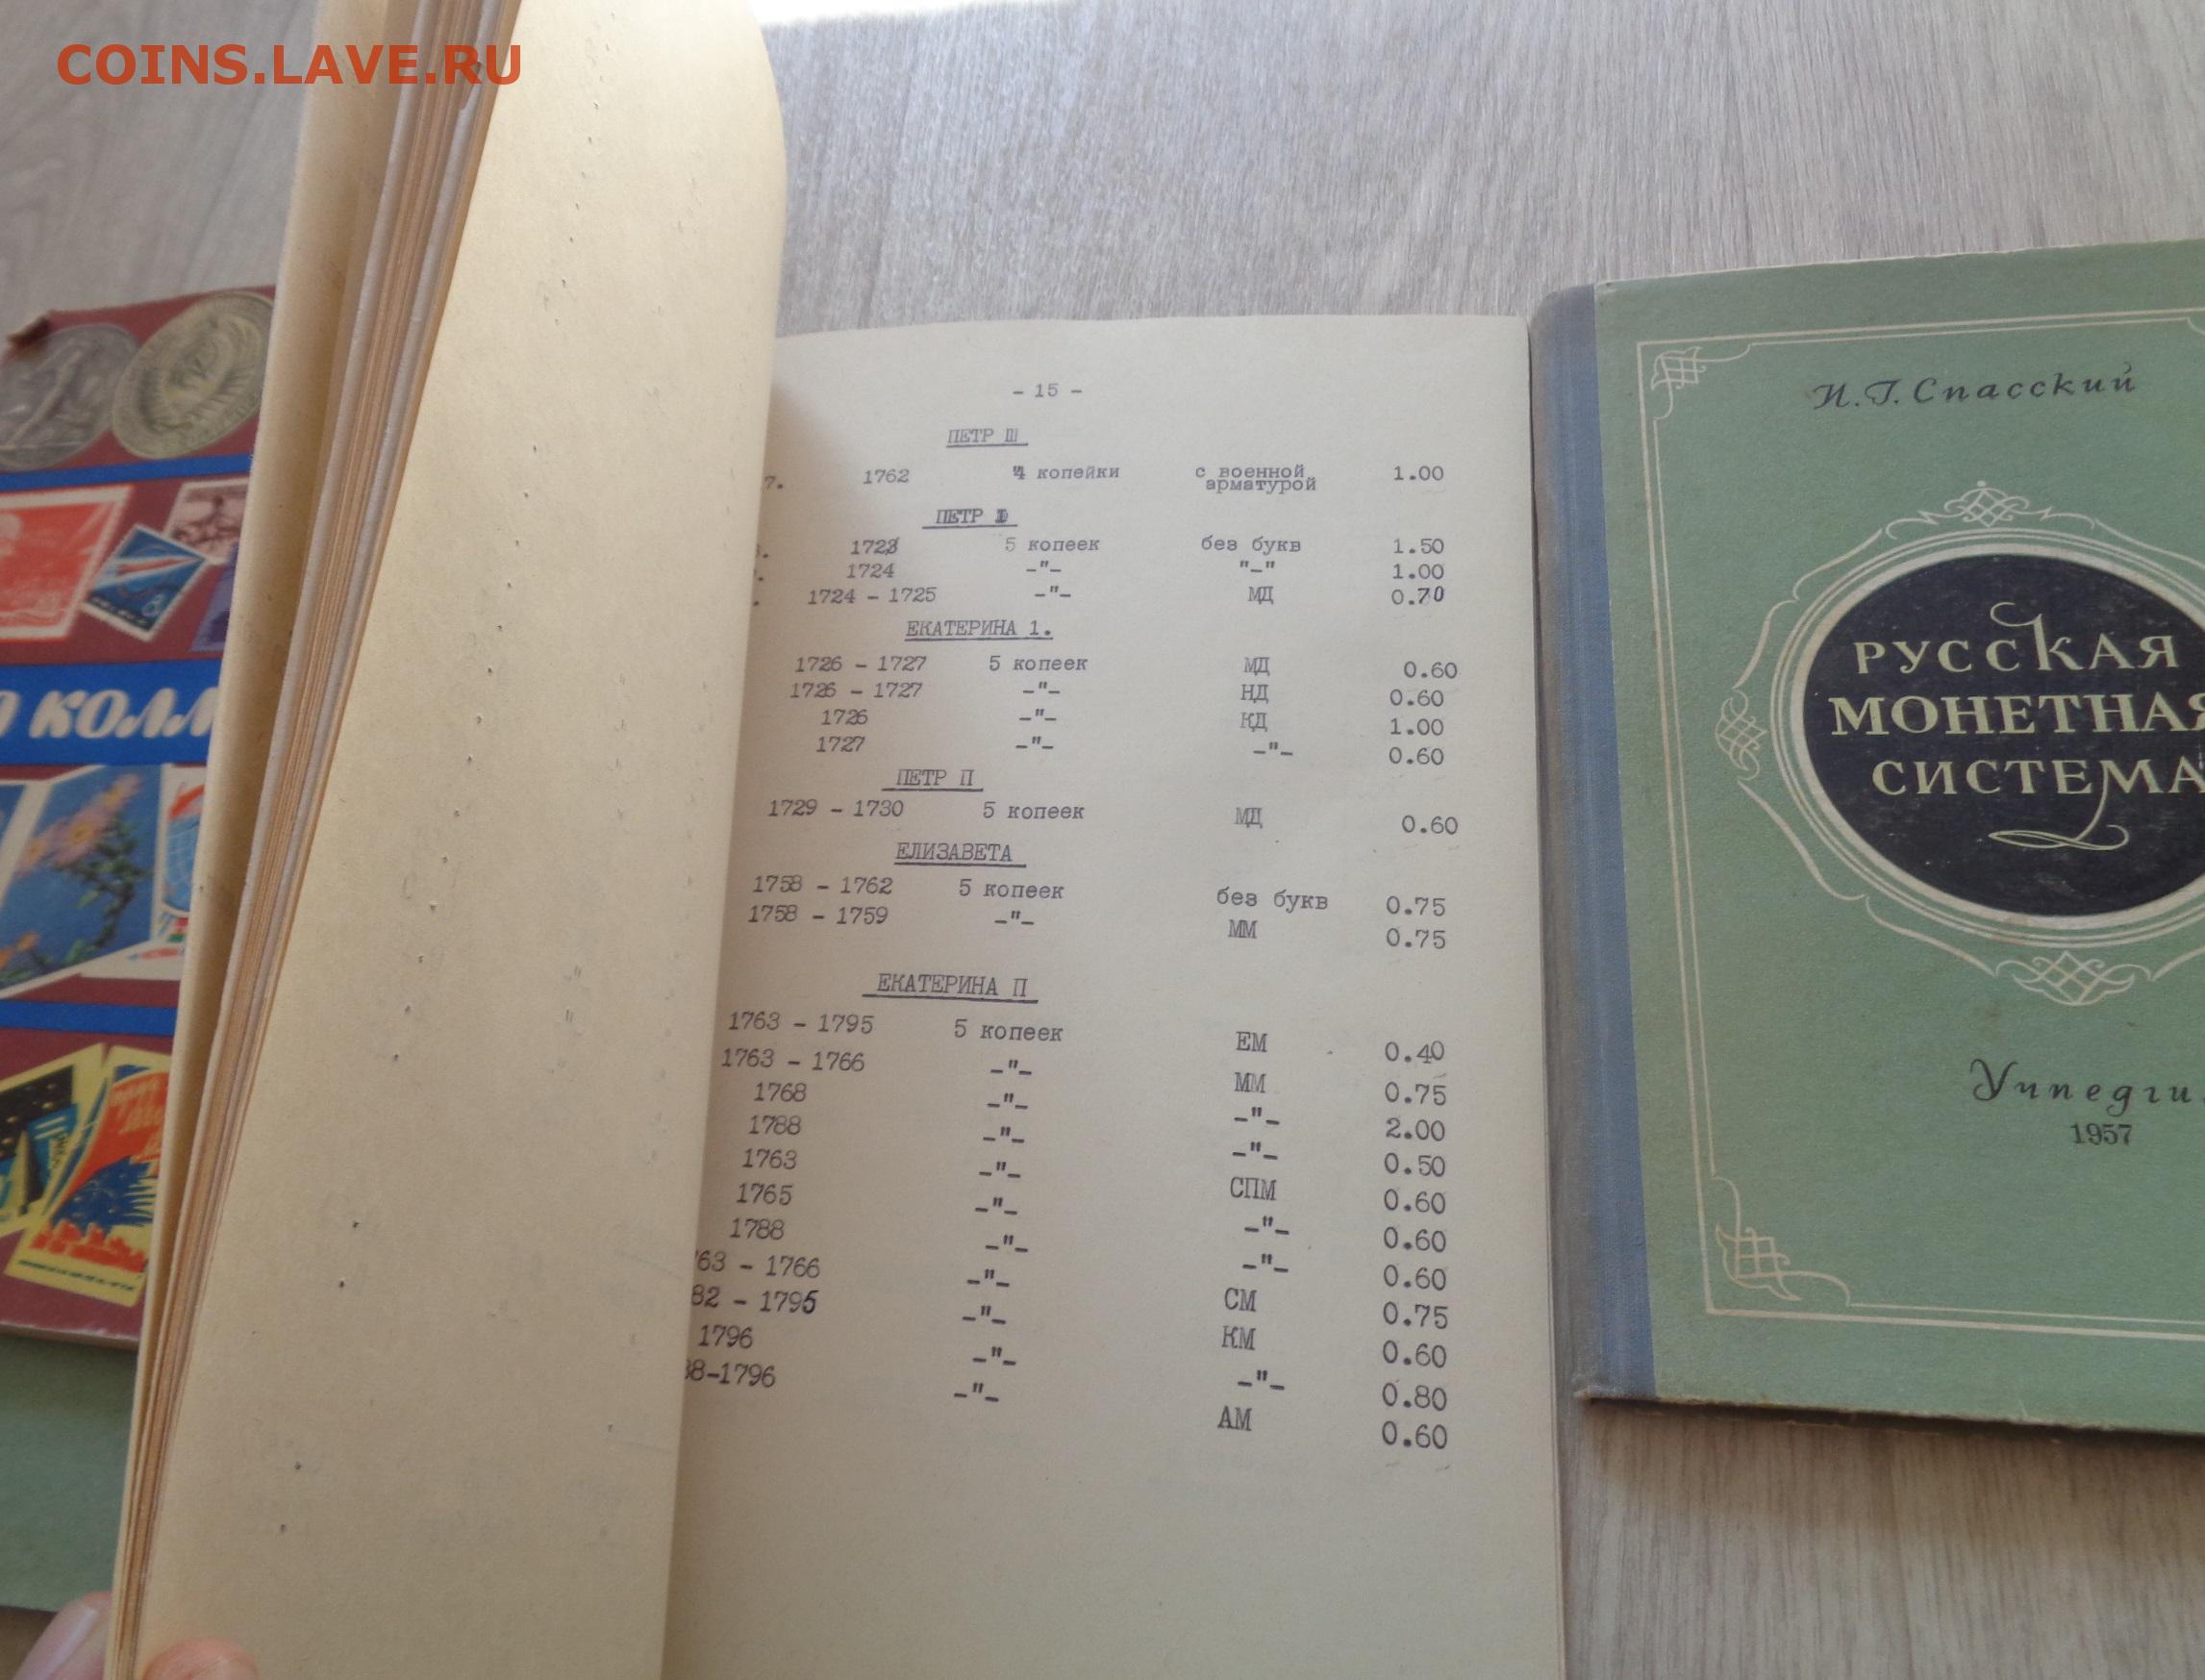 COINS.LAVE.RU
- 15 -
ПЕТР Ш
7. 1762 4 копейки с военной арматурой 1.00
ПЕТР I
1723 5 копеек без букв 1.50
1724 -"- "-" 1.00
1724 - 1725 -"- МД 0.70
ЕКАТЕРИНА 1.
1726 - 1727 5 копеек МД 0.60
1726 - 1727 -"- НД 0.60
1726 -"- КД 1.00
1727 -"- -"- 0.60
ПЕТР П
1729 - 1730 5 копеек МД 0.60
ЕЛИЗАВЕТА
1758 - 1762 5 копеек без букв 0.75
1758 - 1759 -"- ММ 0.75
ЕКАТЕРИНА П
1763 - 1795 5 копеек ЕМ 0.40
1763 - 1766 -"- ММ 0.75
1768 -"- -"- 2.00
1788 -"- -"- 0.50
1763 -"- СПМ 0.60
1765 -"- -"- 0.60
1788 -"- -"- 0.60
63 - 1766 -"- СМ 0.75
82 - 1795 -"- КМ 0.60
1796 -"- -"- 0.80
88-1796 -"- АМ 0.60
И.Г. Спасский
РУССКАЯ
МОНЕТНАЯ
СИСТЕМА
Учпедги
1957
КОЛЛ